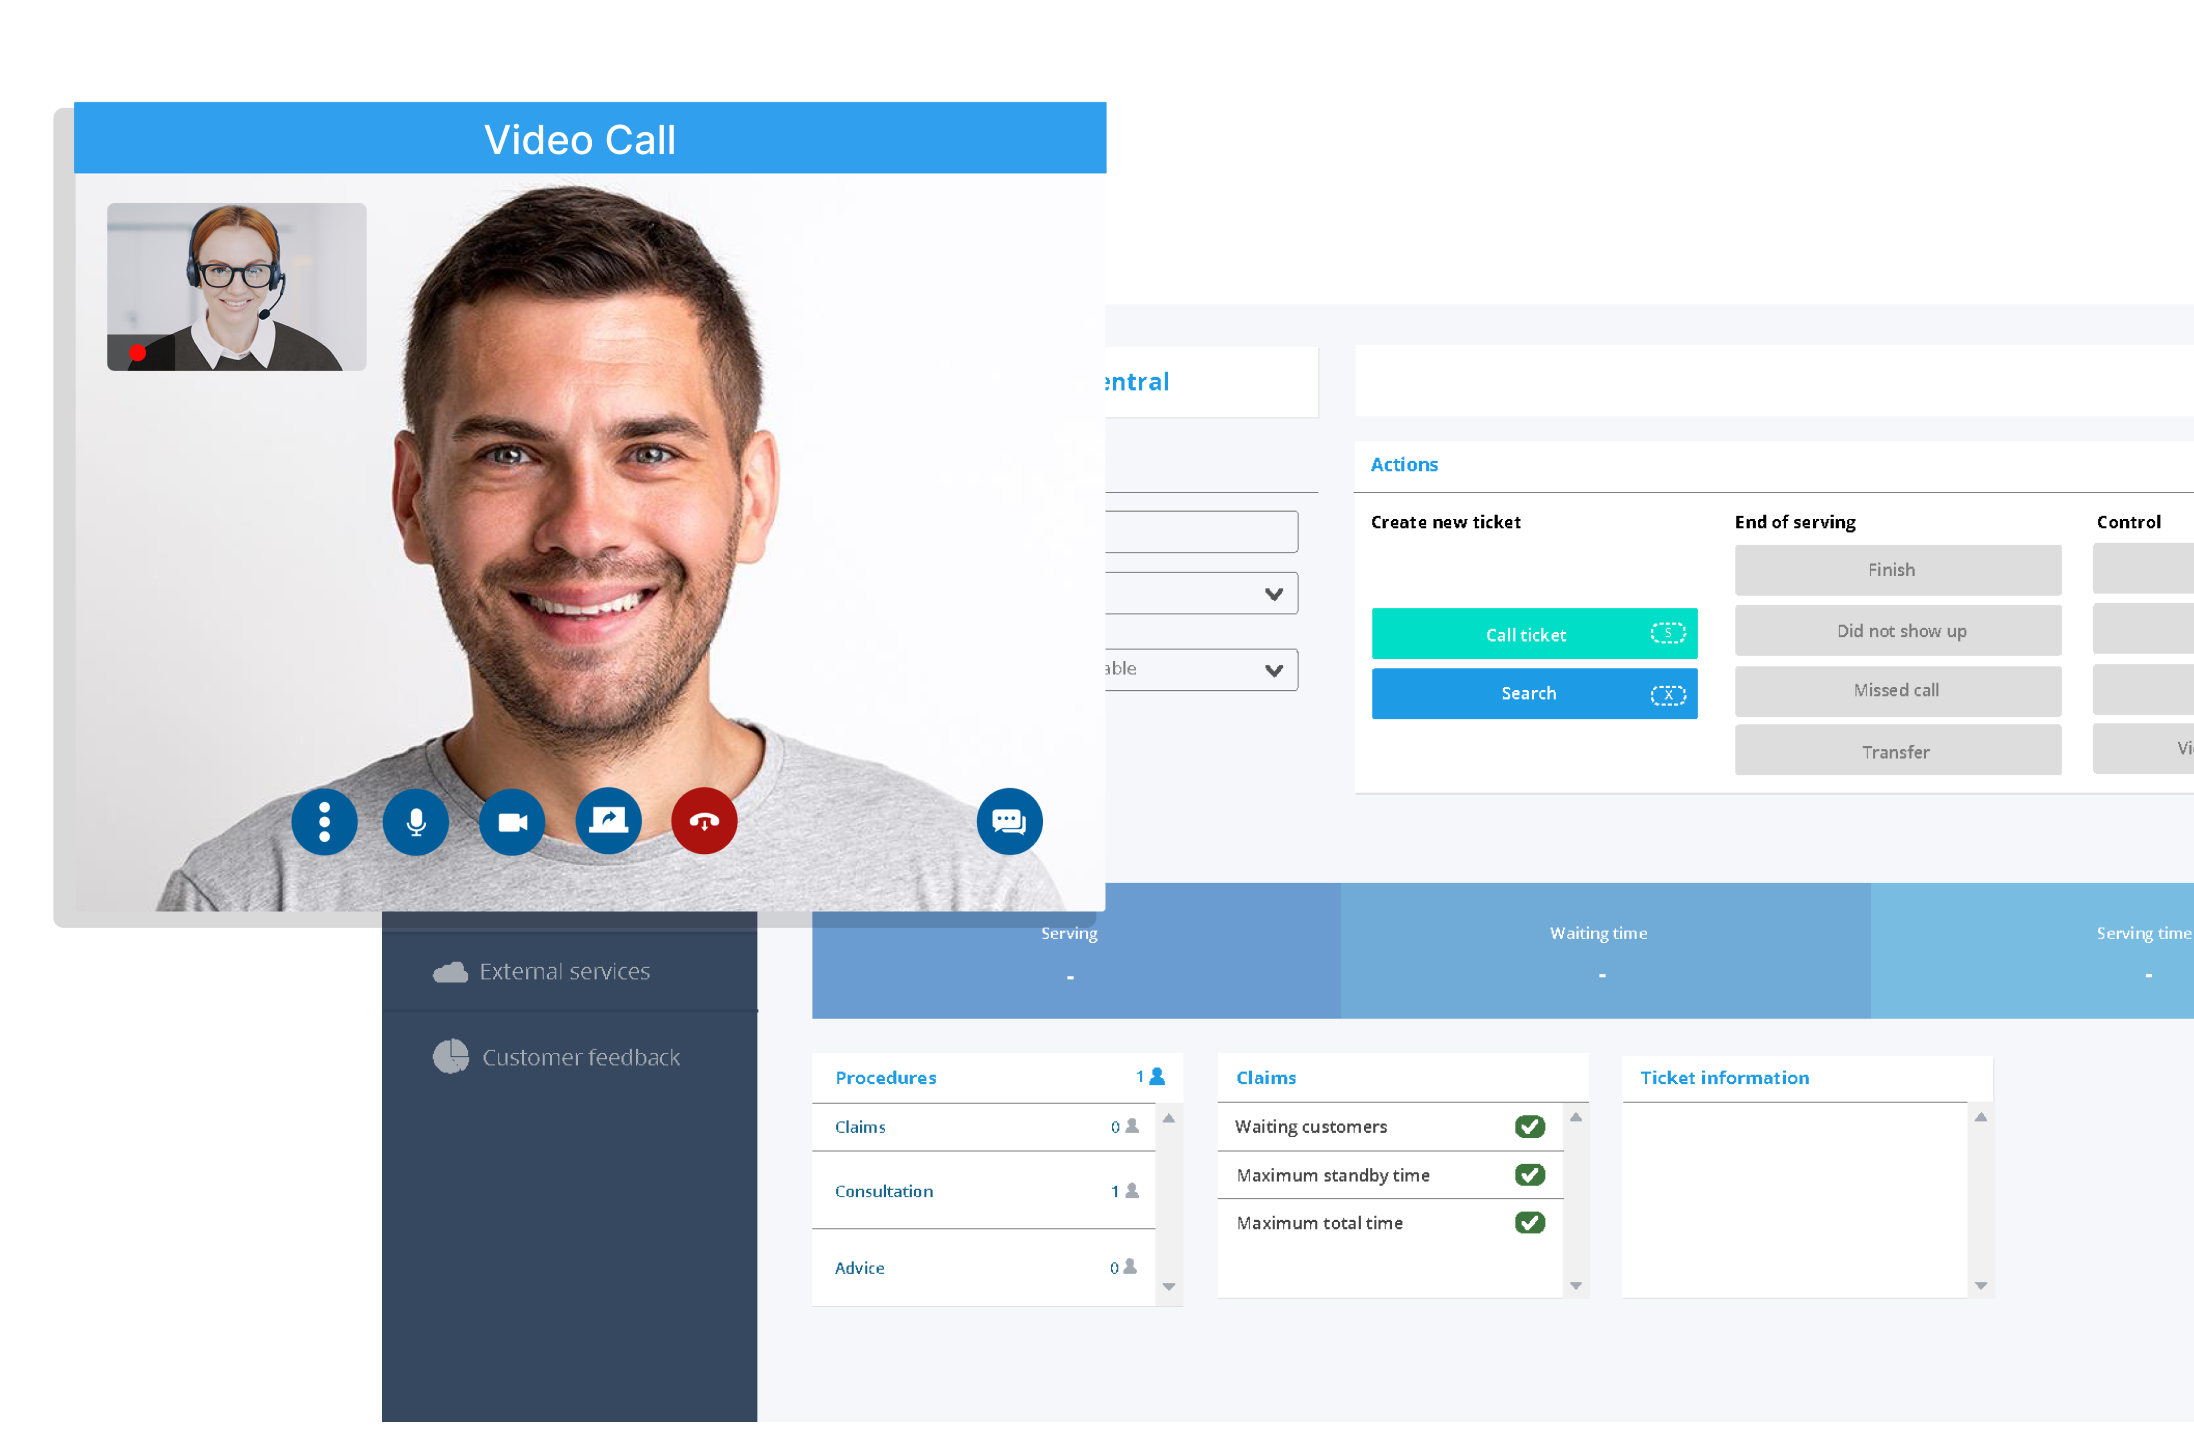 Video Call
entral
Actions
Create new ticket
End of serving
Control
Finish
Call ticket
S
Did not show up
able
Search
X
Missed call
Transfer
Vi
Serving
-
Waiting time
-
Serving time
-
External services
Customer feedback
Procedures
1
Claims
0
Consultation
1
Advice
0
Claims
Waiting customers
Maximum standby time
Maximum total time
Ticket information